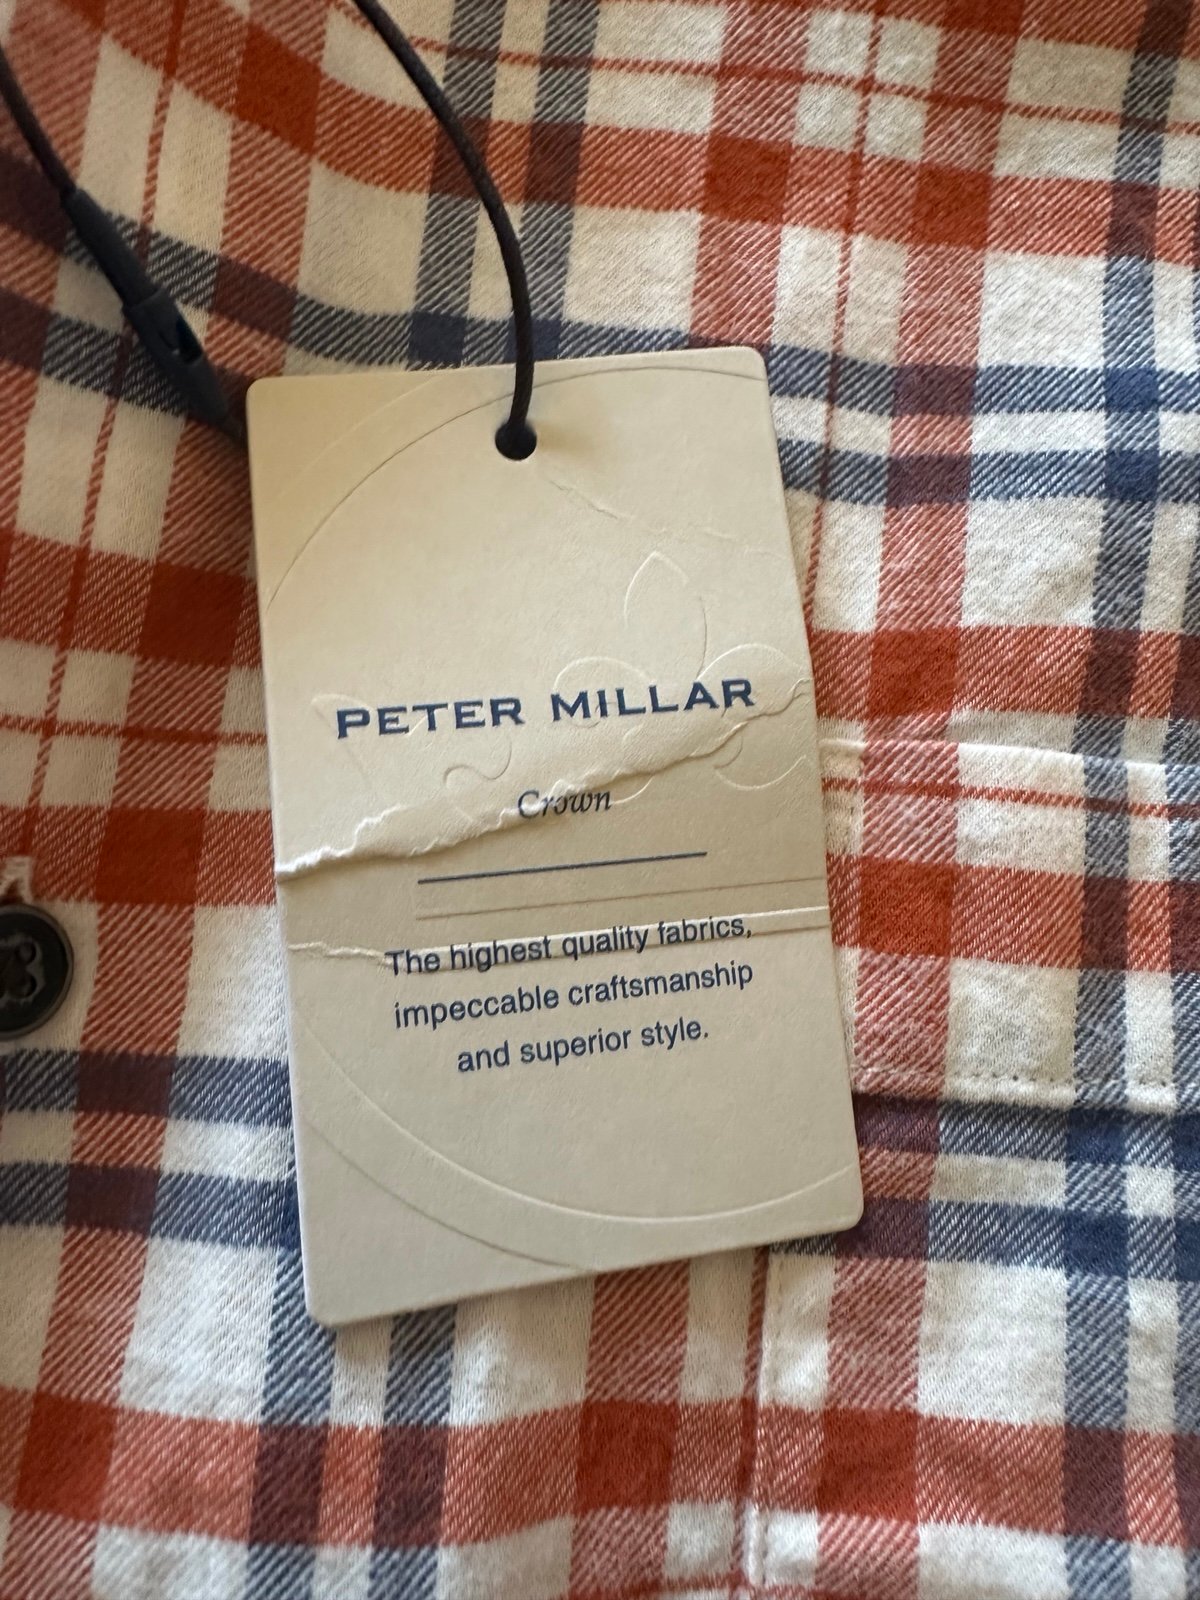 PETER MILLAR
Crown
The highest quality fabrics,
impeccable craftsmanship
and superior style.